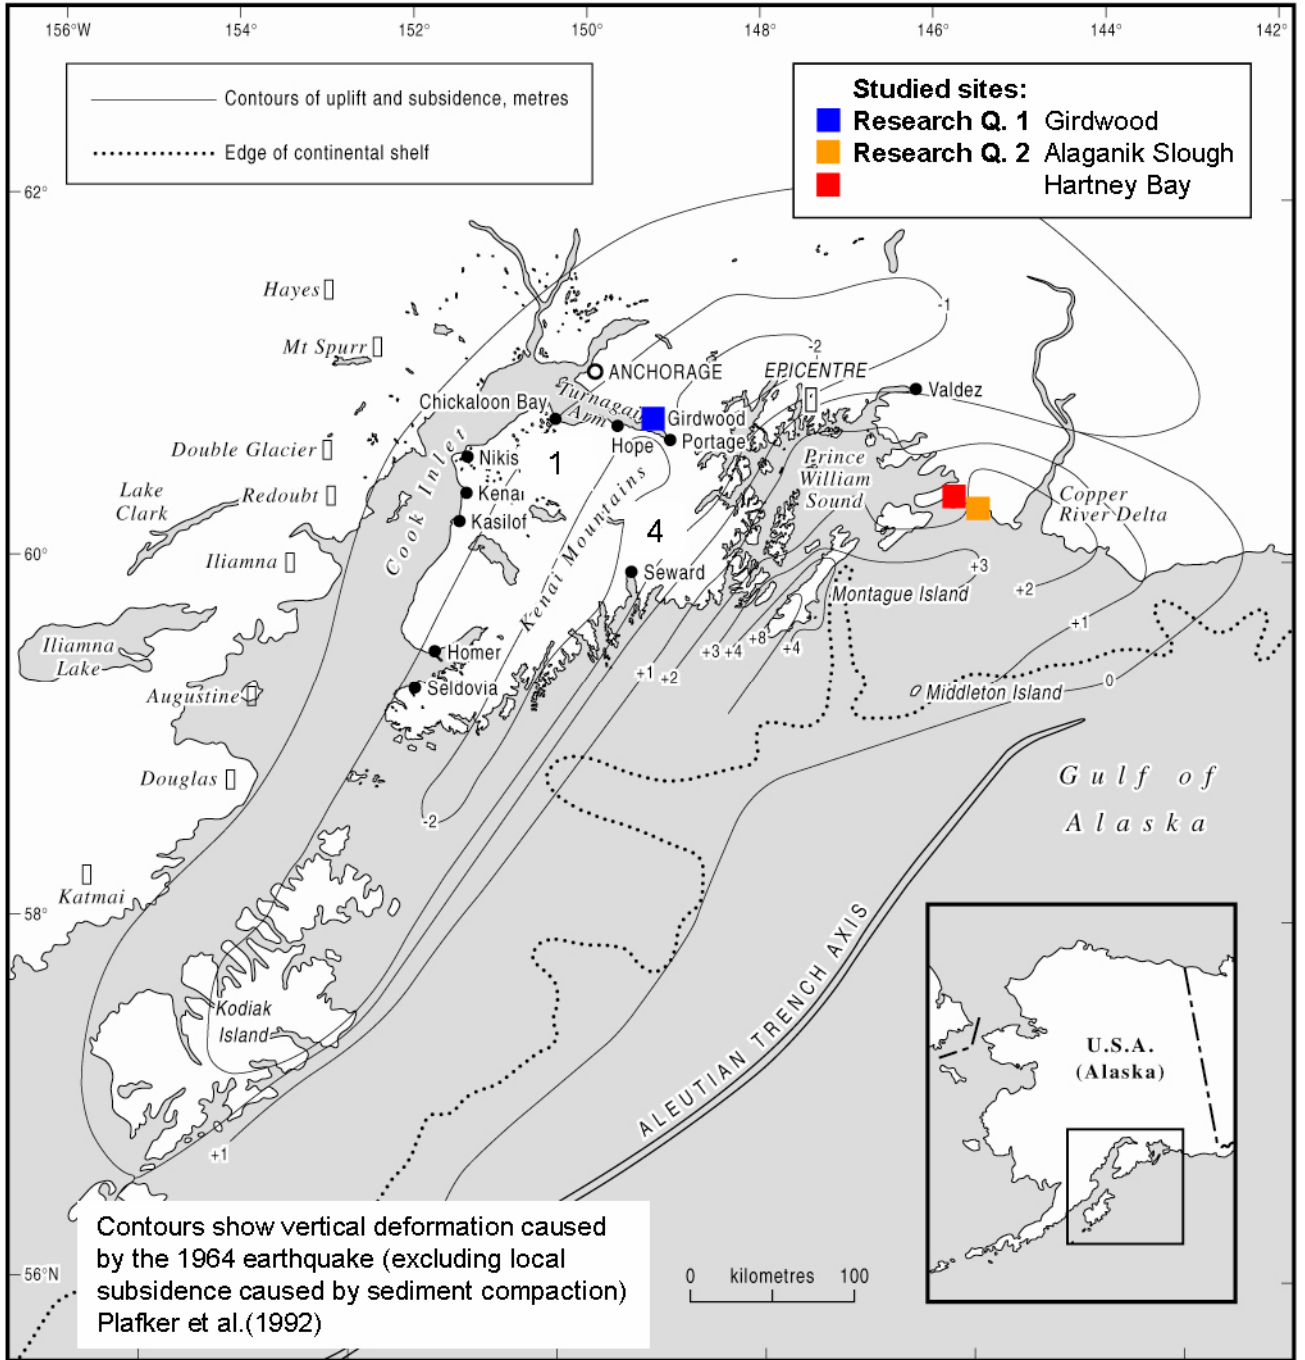 156°W
154°
152°
150°
148°
146°
144°
142°
Contours of uplift and subsidence, metres
Edge of continental shelf
Studied sites:
Research Q. 1 Girdwood
Research Q. 2 Alaganik Slough
Hartney Bay
62°
Hayes
Mt Spurr
-1
-2
EPICENTRE
ANCHORAGE
Valdez
Chickaloon Bay
Turnagain
Arm
Girdwood
Hope
Portage
Double Glacier
Nikis
1
Prince
William
Sound
Lake
Clark
Redoubt
Kenai
Kasilof
Cook Inlet
Kenai Mountains
4
Copper
River Delta
60°
Iliamna
Seward
+3
+2
Montague Island
+1
Iliamna
Lake
Homer
+3
+4
+8
+4
+1
+2
Augustine
Seldovia
Middleton Island
0
Douglas
Gulf of
Alaska
-2
Katmai
58°
ALEUTIAN TRENCH AXIS
Kodiak
Island
U.S.A.
(Alaska)
+1
Contours show vertical deformation caused
by the 1964 earthquake (excluding local
subsidence caused by sediment compaction)
Plafker et al.(1992)
56°N
0 kilometres 100